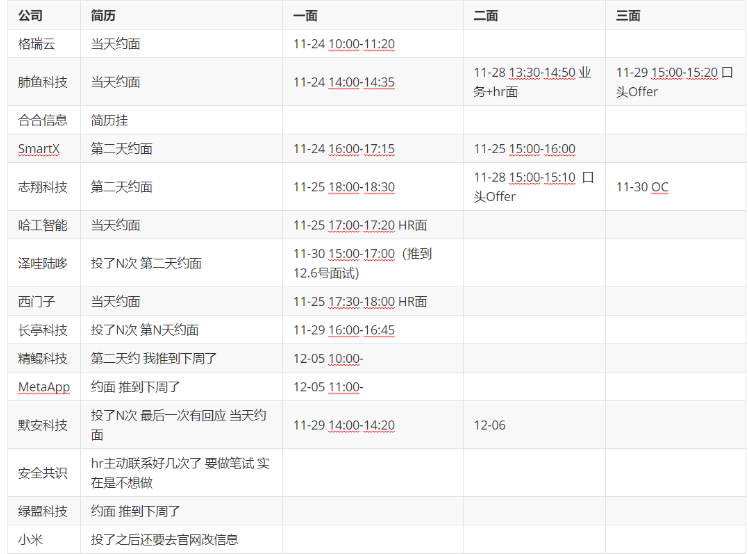 公司 简历 一面 二面 三面
格瑞云 当天约面 11-24 10:00-11:20
肺鱼科技 当天约面 11-24 14:00-14:35 11-28 13:30-14:50 业务+hr面 11-29 15:00-15:20 口头Offer
合合信息 简历挂
SmartX 第二天约面 11-24 16:00-17:15 11-25 15:00-16:00
志翔科技 第二天约面 11-25 18:00-18:30 11-28 15:00-15:10 口头Offer 11-30 OC
哈工智能 当天约面 11-25 17:00-17:20 HR面
泽哇陆哆 投了N次 第二天约面 11-30 15:00-17:00（推到12.6号面试）
西门子 当天约面 11-25 17:30-18:00 HR面
长亭科技 投了N次 第N天约面 11-29 16:00-16:45
精鲲科技 第二天约 我推到下周了 12-05 10:00-
MetaApp 约面 推到下周了 12-05 11:00-
默安科技 投了N次 最后一次有回应 当天约面 11-29 14:00-14:20 12-06
安全共识 hr主动联系好几次了 要做笔试 实在是不想做
绿盟科技 约面 推到下周了
小米 投了之后还要去官网改信息